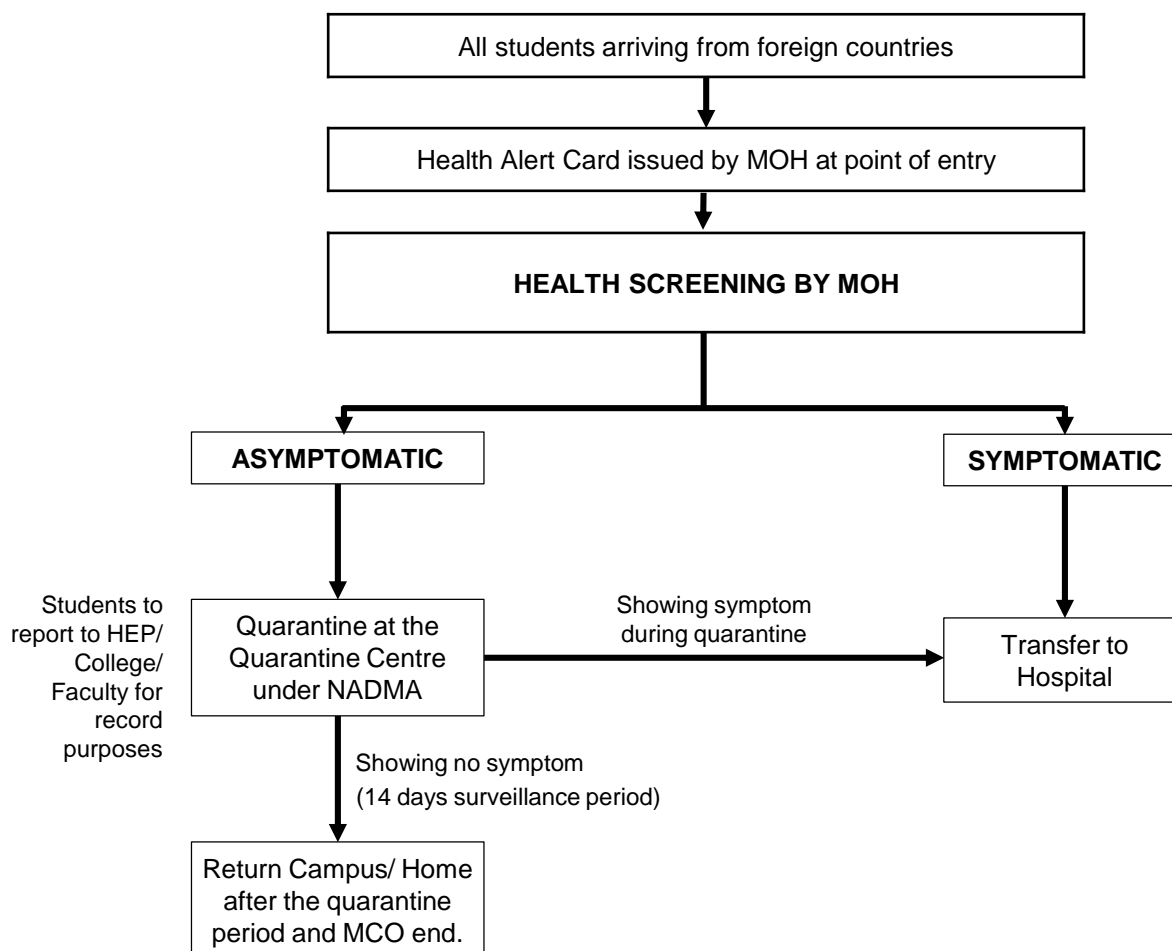 All students arriving from foreign countries
Health Alert Card issued by MOH at point of entry
HEALTH SCREENING BY MOH
ASYMPTOMATIC
SYMPTOMATIC
Students to
report to HEP/
College/
Faculty for
record
purposes
Quarantine at the
Quarantine Centre
under NADMA
Showing symptom
during quarantine
Transfer to
Hospital
Showing no symptom
(14 days surveillance period)
Return Campus/ Home
after the quarantine
period and MCO end.